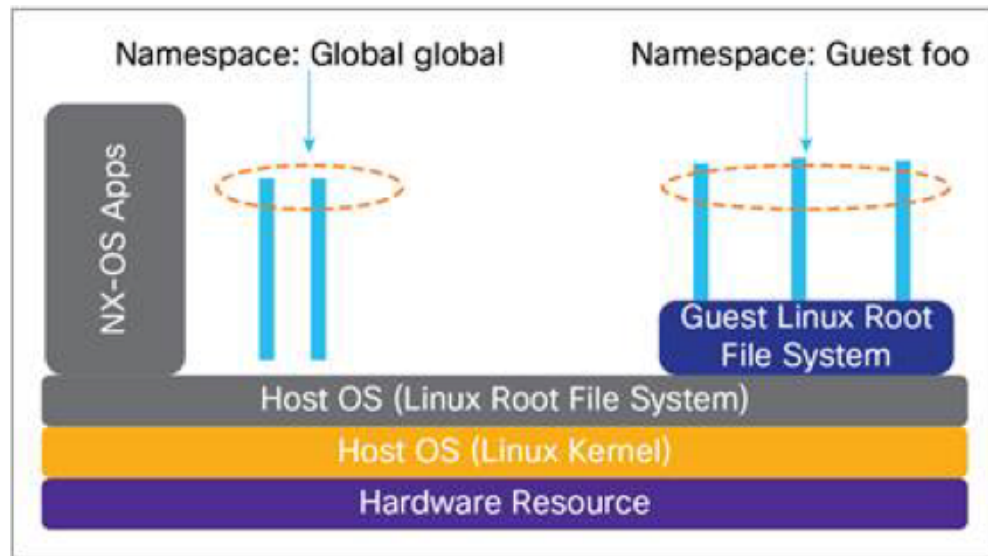 Namespace: Global global
Namespace: Guest foo
NX-OS Apps
Guest Linux Root
File System
Host OS (Linux Root File System)
Host OS (Linux Kernel)
Hardware Resource